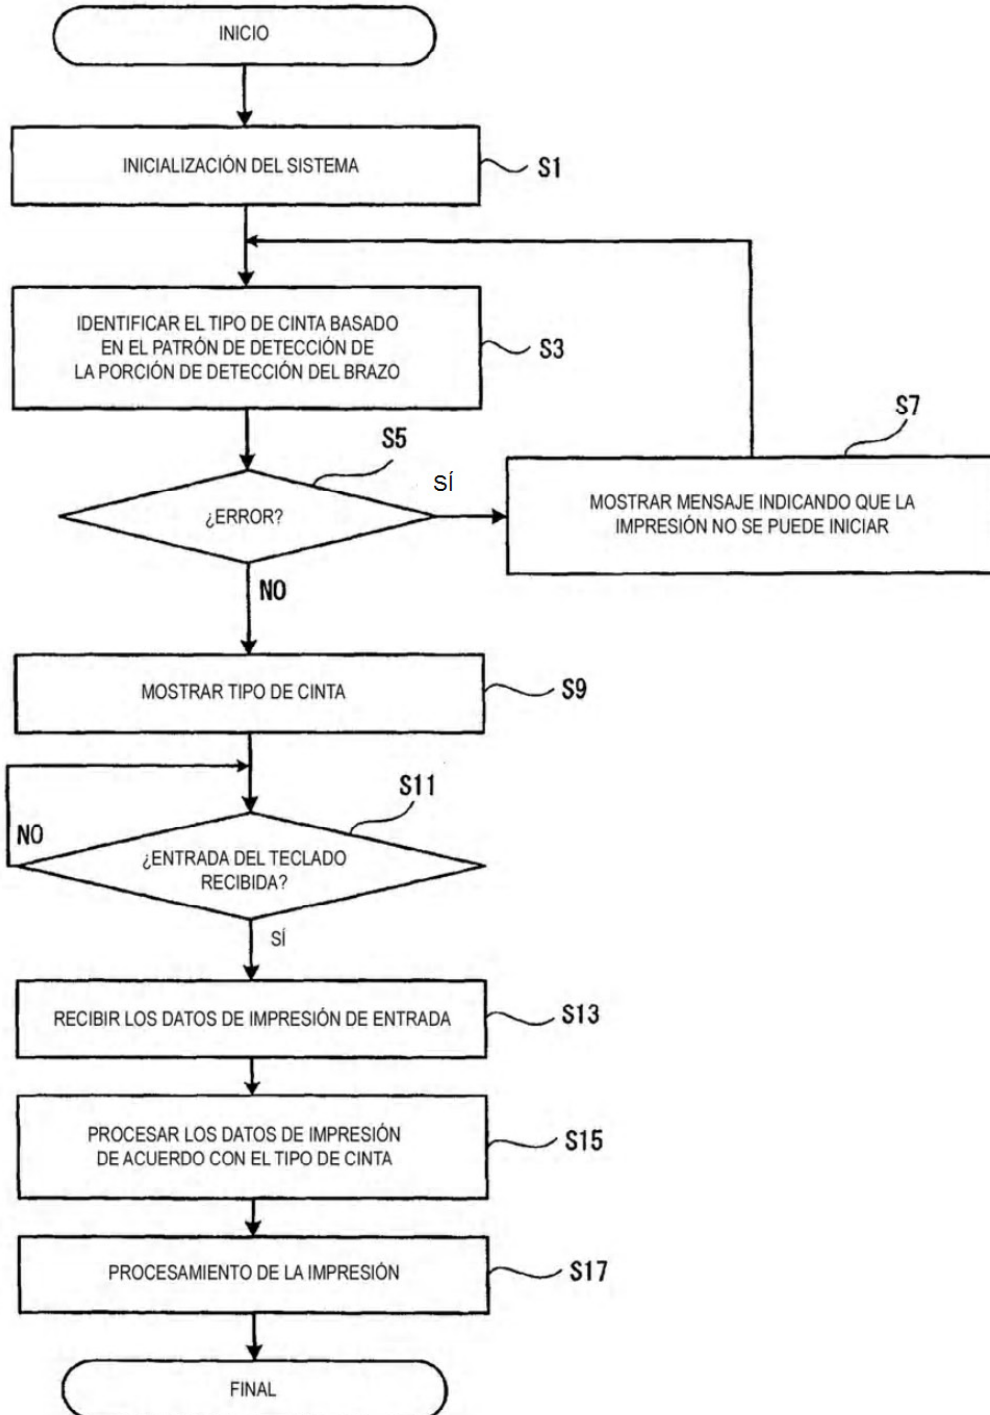 INICIO
INICIALIZACIÓN DEL SISTEMA
S1
IDENTIFICAR EL TIPO DE CINTA BASADO
EN EL PATRÓN DE DETECCIÓN DE
LA PORCIÓN DE DETECCIÓN DEL BRAZO
S3
S5
¿ERROR?
SÍ
S7
MOSTRAR MENSAJE INDICANDO QUE LA
IMPRESIÓN NO SE PUEDE INICIAR
NO
MOSTRAR TIPO DE CINTA
S9
S11
NO
¿ENTRADA DEL TECLADO
RECIBIDA?
SÍ
RECIBIR LOS DATOS DE IMPRESIÓN DE ENTRADA
S13
PROCESAR LOS DATOS DE IMPRESIÓN
DE ACUERDO CON EL TIPO DE CINTA
S15
PROCESAMIENTO DE LA IMPRESIÓN
S17
FINAL